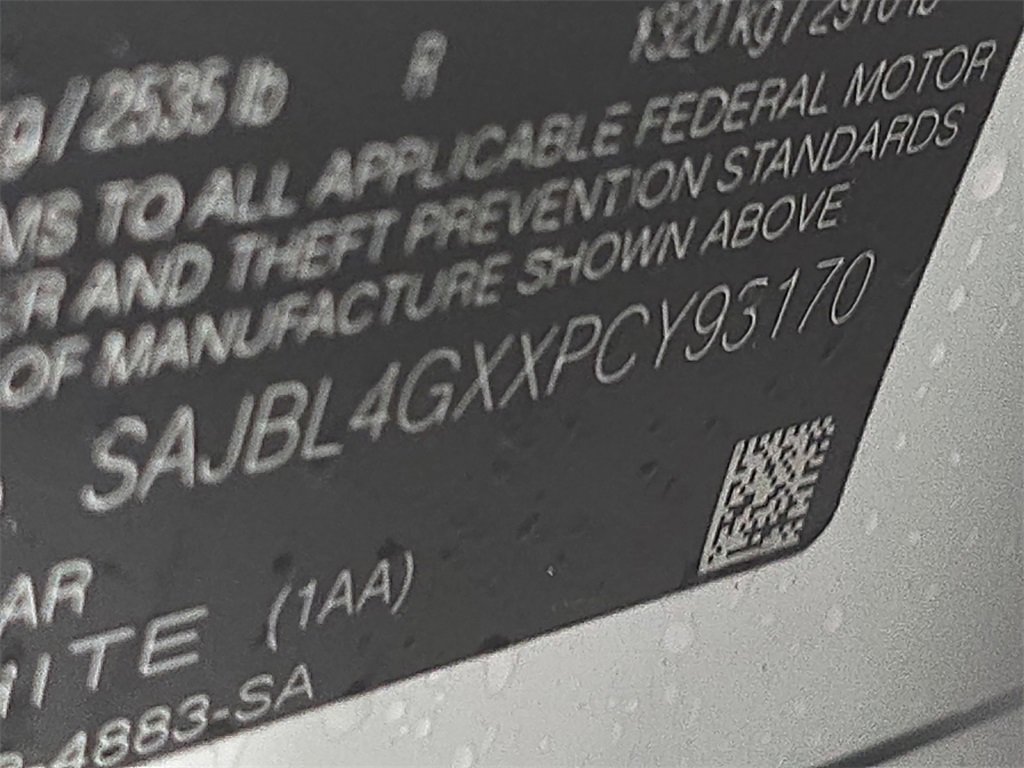 / 2535 lb R 1320 kg / 2910 lb
MS TO ALL APPLICABLE FEDERAL MOTOR
R AND THEFT PREVENTION STANDARDS
OF MANUFACTURE SHOWN ABOVE
SAJBL4GXXPCY93170
AR
ITE (1AA)
-4883-SA